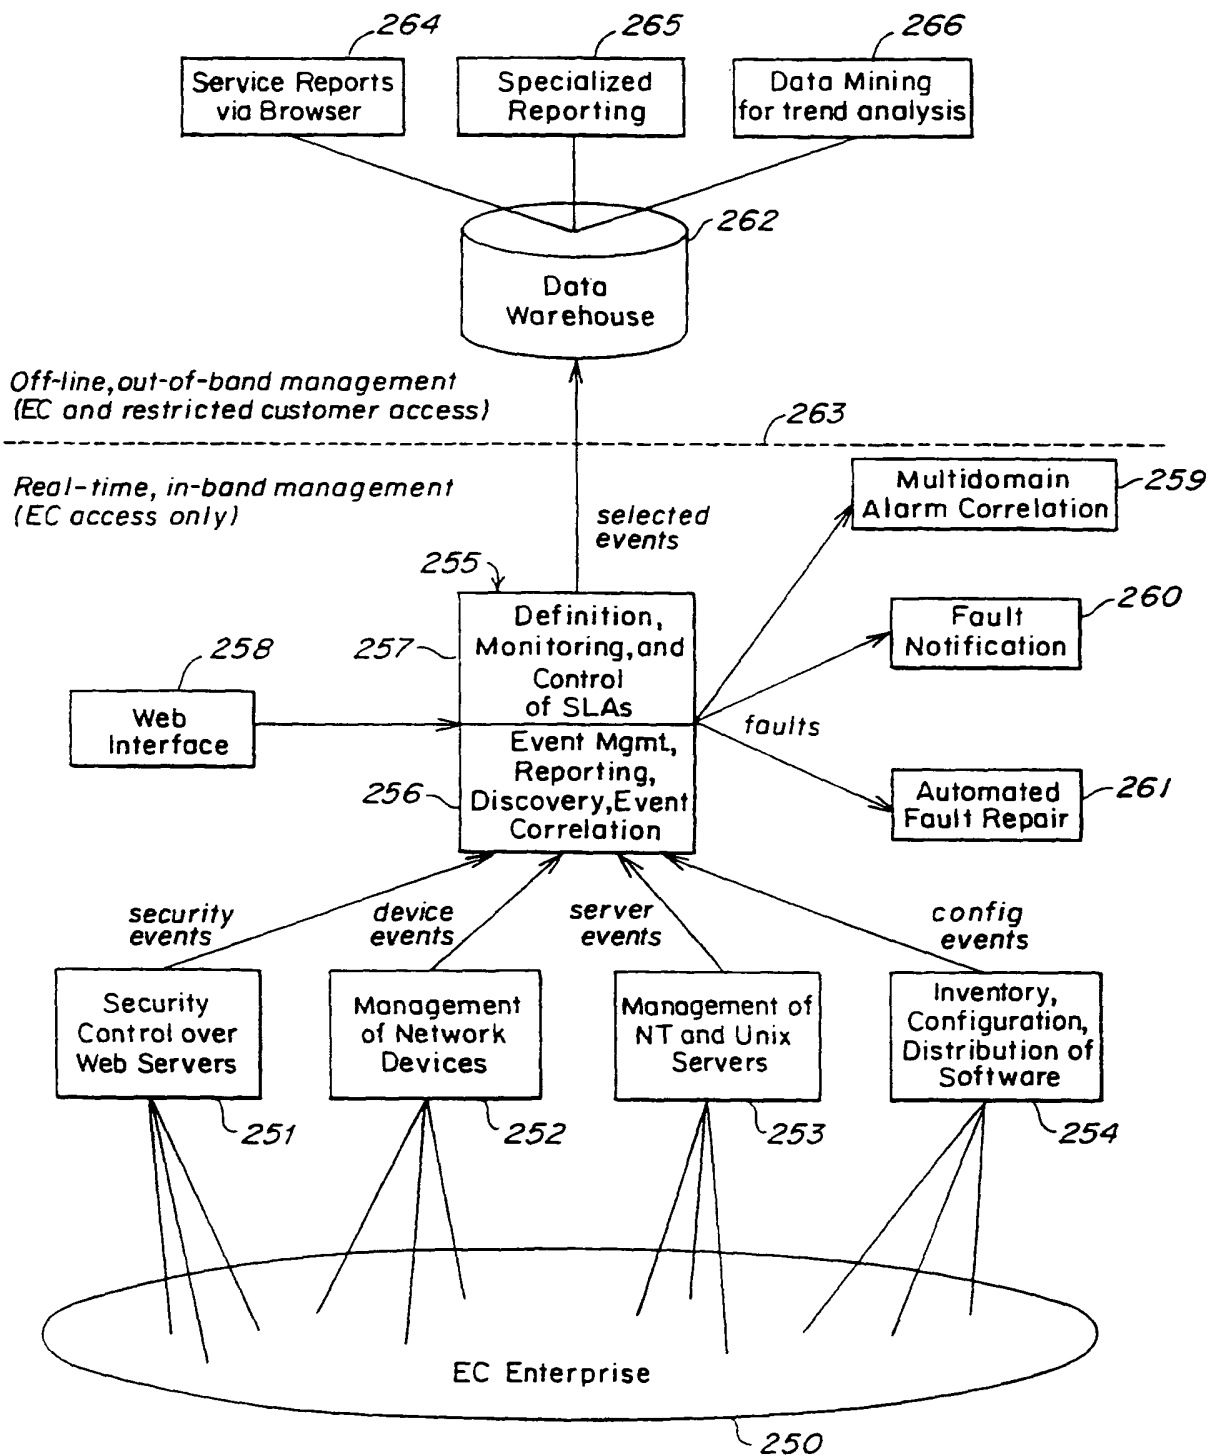 264
265
266
Service Reports
via Browser
Specialized
Reporting
Data Mining
for trend analysis
262
Data
Warehouse
Off-line, out-of-band management
(EC and restricted customer access)
263
Real-time, in-band management
(EC access only)
Multidomain
Alarm Correlation
259
selected
events
255
Definition,
Monitoring, and
Control
of SLAs
257
258
Web
Interface
Fault
Notification
260
faults
Event Mgmt,
Reporting,
Discovery, Event
Correlation
256
Automated
Fault Repair
261
security
events
device
events
server
events
config
events
Security
Control over
Web Servers
Management
of Network
Devices
Management of
NT and Unix
Servers
Inventory,
Configuration,
Distribution of
Software
251
252
253
254
EC Enterprise
250